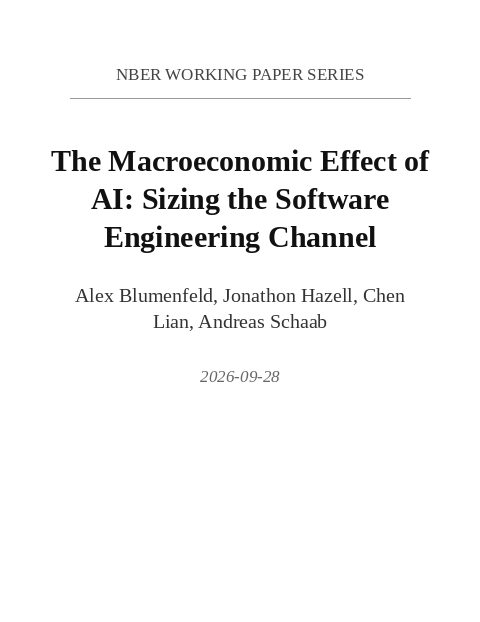 NBER WORKING PAPER SERIES
The Macroeconomic Effect of
AI: Sizing the Software
Engineering Channel
Alex Blumenfeld, Jonathon Hazell, Chen
Lian, Andreas Schaab
2026-09-28